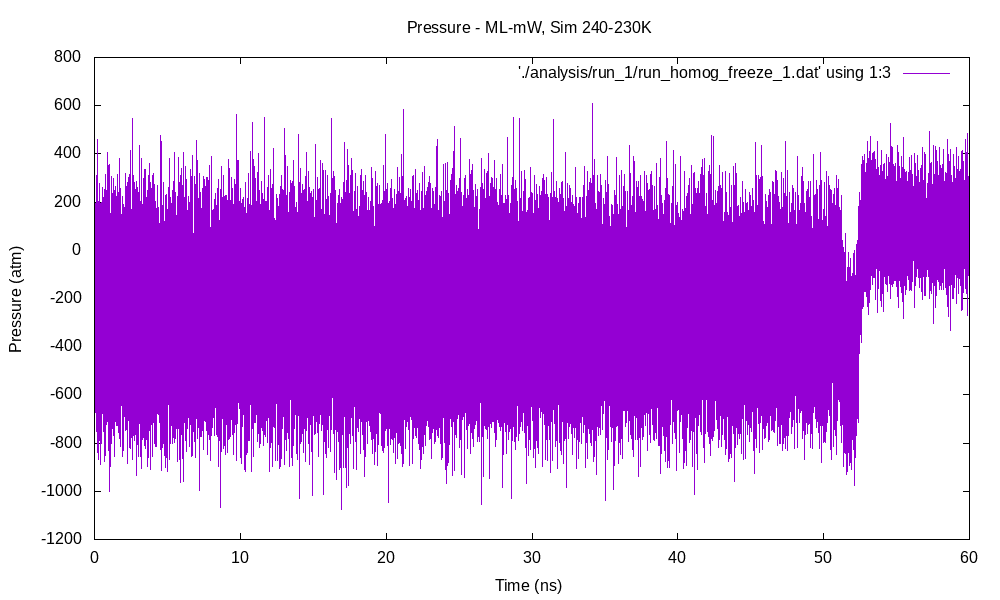 Pressure - ML-mW, Sim 240-230K
'./analysis/run_1/run_homog_freeze_1.dat' using 1:3
800
600
400
200
0
-200
-400
-600
-800
-1000
-1200
Pressure (atm)
0 10 20 30 40 50 60
Time (ns)